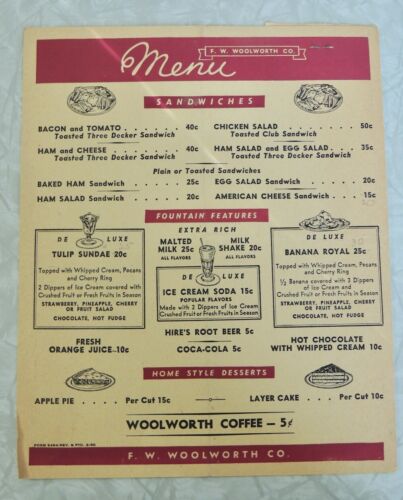 F. W. WOOLWORTH CO.
Menu
SANDWICHES
BACON and TOMATO . . . . . . 40c
Toasted Three Decker Sandwich
HAM and CHEESE . . . . . . 40c
Toasted Three Decker Sandwich
CHICKEN SALAD . . . . . 50c
Toasted Club Sandwich
HAM SALAD and EGG SALAD . . . 35c
Toasted Three Decker Sandwich
Plain or Toasted Sandwiches
BAKED HAM Sandwich . . . . . 25c
HAM SALAD Sandwich . . . . . 20c
EGG SALAD Sandwich . . . . . 20c
AMERICAN CHEESE Sandwich . . . . 15c
FOUNTAIN FEATURES
DE LUXE
TULIP SUNDAE 20c
Topped with Whipped Cream, Pecans
and Cherry Ring
2 Dippers of Ice Cream covered with
Crushed Fruit or Fresh Fruits in Season
STRAWBERRY, PINEAPPLE, CHERRY
or FRUIT SALAD
CHOCOLATE, HOT FUDGE
EXTRA RICH
MALTED
MILK 25c
ALL FLAVORS
MILK
SHAKE 20c
ALL FLAVORS
DE LUXE
ICE CREAM SODA 15c
POPULAR FLAVORS
Made with 2 Dippers of Ice Cream
Crushed Fruit or Fresh Fruits in Season
DE LUXE
BANANA ROYAL 25c
Topped with Whipped Cream, Pecans
and Cherry Ring
½ Banana covered with 3 Dippers
of Ice Cream and
Crushed Fruit or Fresh Fruits in Season
STRAWBERRY, PINEAPPLE, CHERRY
or FRUIT SALAD
CHOCOLATE, HOT FUDGE
FRESH
ORANGE JUICE..10c
HIRE'S ROOT BEER 5c
COCA-COLA 5c
HOT CHOCOLATE
WITH WHIPPED CREAM 10c
HOME STYLE DESSERTS
APPLE PIE . . . . Per Cut 15c
LAYER CAKE . . . Per Cut 10c
WOOLWORTH COFFEE — 5¢
F. W. WOOLWORTH CO.